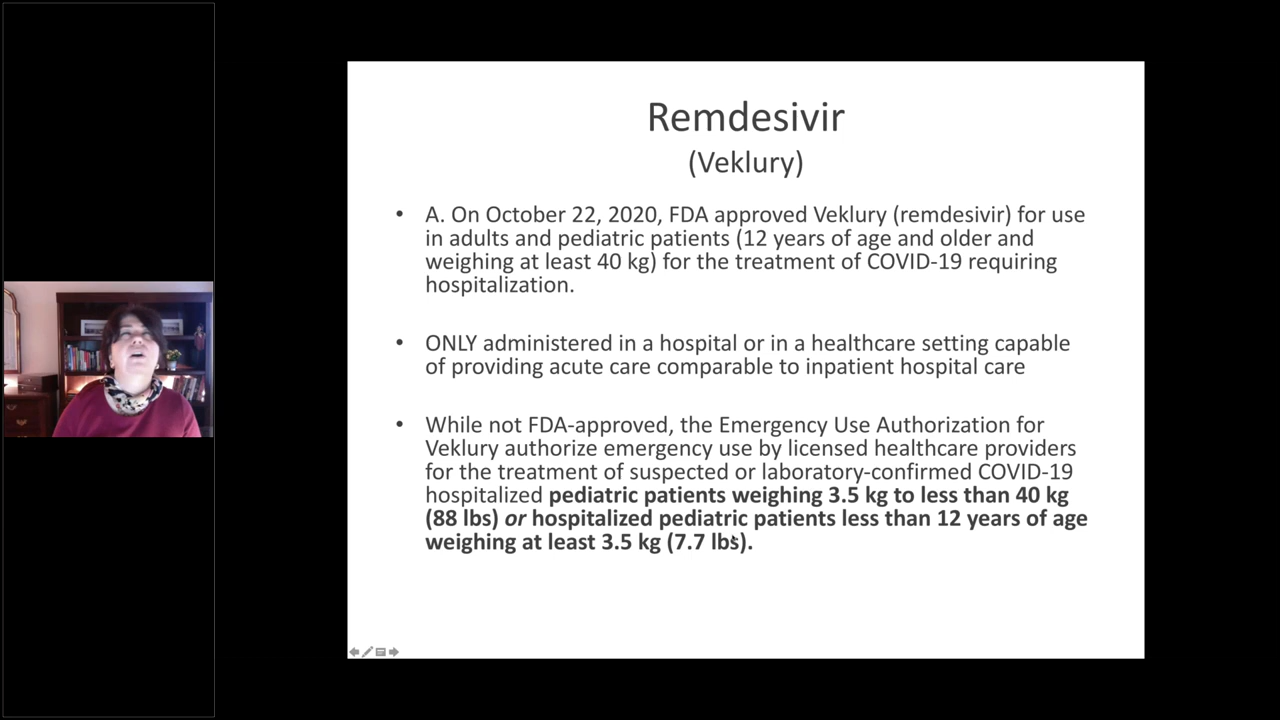 Remdesivir
(Veklury)
• A. On October 22, 2020, FDA approved Veklury (remdesivir) for use
in adults and pediatric patients (12 years of age and older and
weighing at least 40 kg) for the treatment of COVID-19 requiring
hospitalization.
• ONLY administered in a hospital or in a healthcare setting capable
of providing acute care comparable to inpatient hospital care
• While not FDA-approved, the Emergency Use Authorization for
Veklury authorize emergency use by licensed healthcare providers
for the treatment of suspected or laboratory-confirmed COVID-19
hospitalized pediatric patients weighing 3.5 kg to less than 40 kg
(88 lbs) or hospitalized pediatric patients less than 12 years of age
weighing at least 3.5 kg (7.7 lbs).